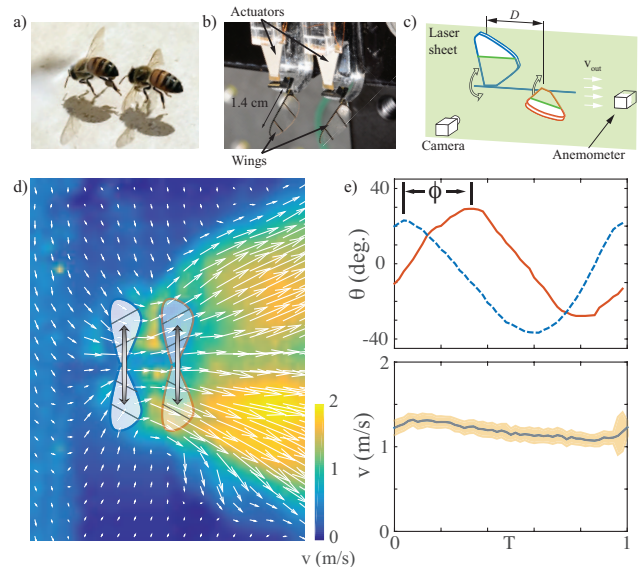 a)
b)
Actuators
1.4 cm
Wings
c)
D
Laser
sheet
v_out
Camera
Anemometer
d)
2
1
0
v (m/s)
e)
ϕ
40
0
-40
θ (deg.)
2
1
0
v (m/s)
0
T
1